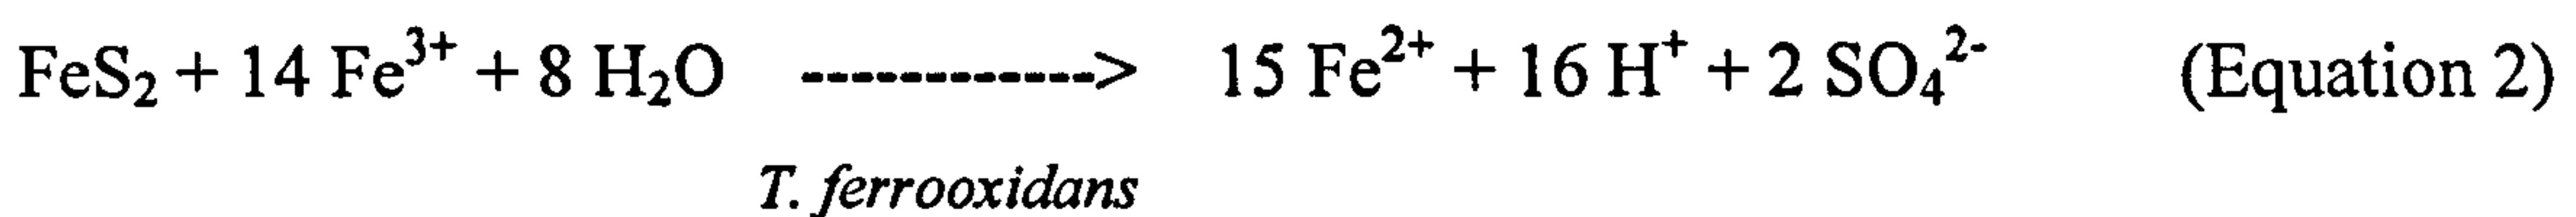 FeS₂ + 14 Fe³⁺ + 8 H₂O ------------> 15 Fe²⁺ + 16 H⁺ + 2 SO₄²⁻ (Equation 2)
T. ferrooxidans